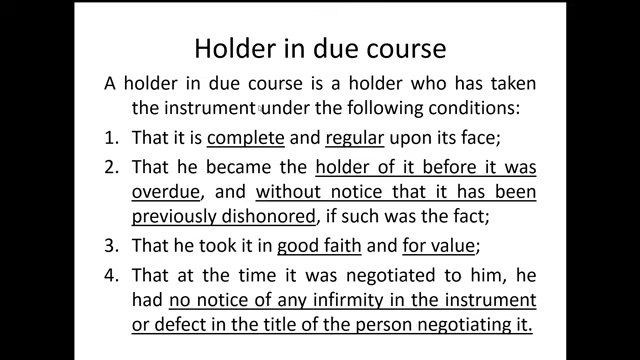 Holder in due course
A holder in due course is a holder who has taken
the instrument under the following conditions:
1. That it is complete and regular upon its face;
2. That he became the holder of it before it was
overdue, and without notice that it has been
previously dishonored, if such was the fact;
3. That he took it in good faith and for value;
4. That at the time it was negotiated to him, he
had no notice of any infirmity in the instrument
or defect in the title of the person negotiating it.